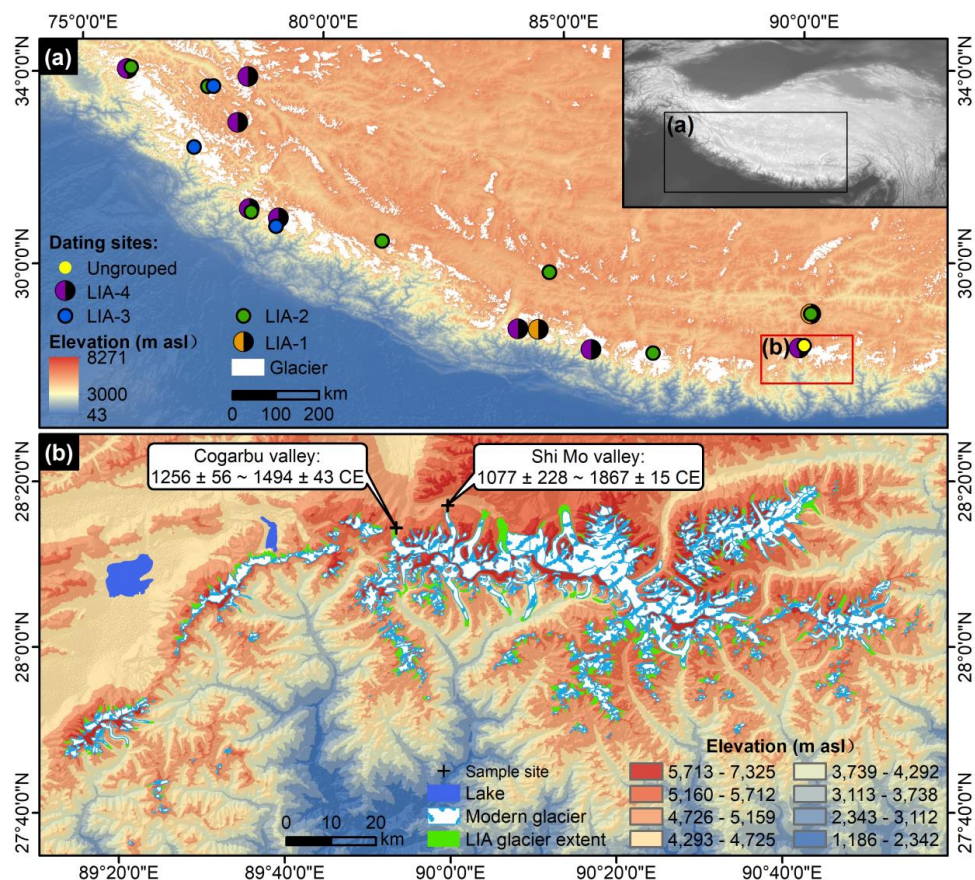 75°0'0"E 80°0'0"E 85°0'0"E 90°0'0"E
(a)
34°0'0"N
34°0'0"N
(a)
30°0'0"N
30°0'0"N
Dating sites:
Ungrouped
LIA-4
LIA-3
LIA-2
LIA-1
Elevation (m asl）
8271
3000
43
Glacier
0 100 200
km
(b)
(b)
Cogarbu valley:
1256 ± 56 ~ 1494 ± 43 CE
Shi Mo valley:
1077 ± 228 ~ 1867 ± 15 CE
28°20'0"N
28°20'0"N
28°0'0"N
28°0'0"N
27°40'0"N
27°40'0"N
Sample site
Lake
Modern glacier
LIA glacier extent
0 10 20
km
Elevation (m asl）
5,713 - 7,325
5,160 - 5,712
4,726 - 5,159
4,293 - 4,725
3,739 - 4,292
3,113 - 3,738
2,343 - 3,112
1,186 - 2,342
89°20'0"E 89°40'0"E 90°0'0"E 90°20'0"E 90°40'0"E